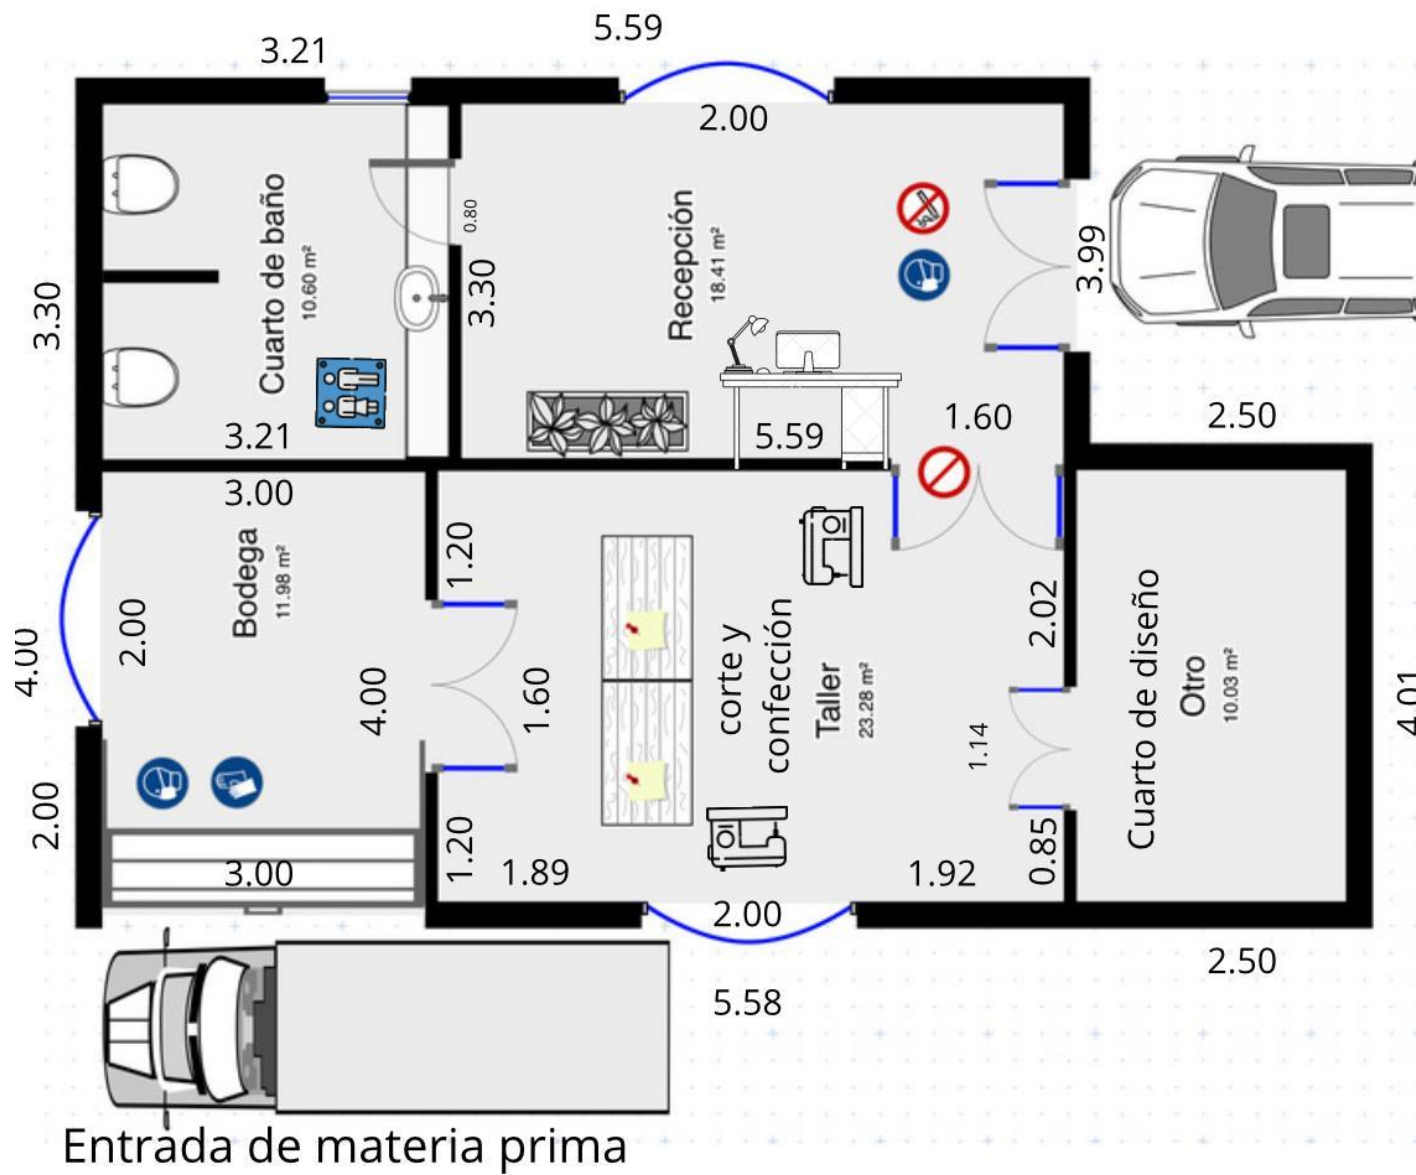 3.21
5.59
2.00
Cuarto de baño
10.60 m²
0.80
3.30
3.30
Recepción
18.41 m²
3.99
3.21
5.59
1.60
2.50
3.00
Bodega
11.98 m²
1.20
2.00
4.00
4.00
1.60
corte y
confección
Taller
23.28 m²
2.02
1.14
Cuarto de diseño
Otro
10.03 m²
4.01
2.00
3.00
1.20
1.89
1.92
0.85
2.00
2.50
5.58
Entrada de materia prima